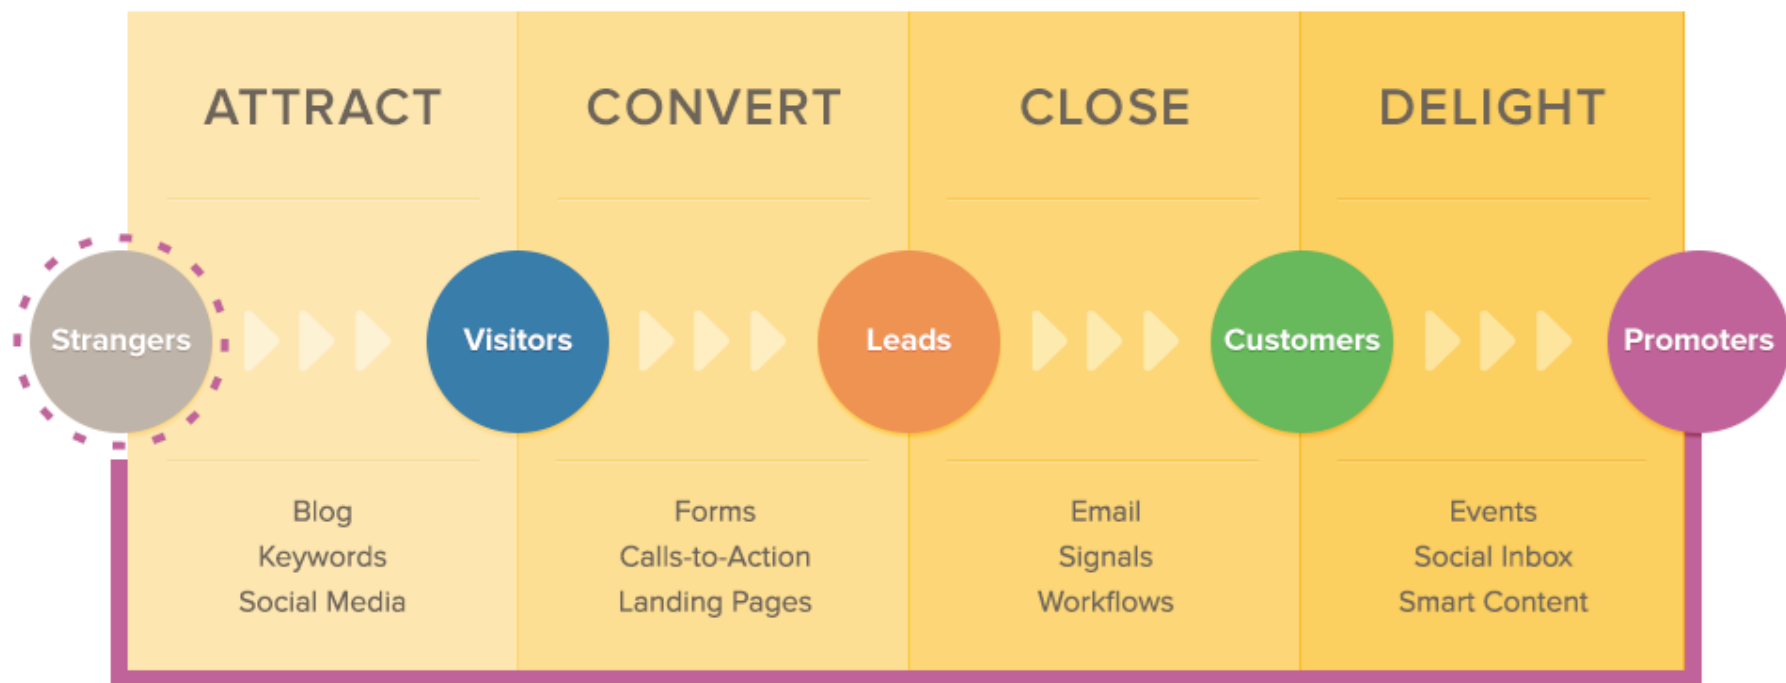 ATTRACT
CONVERT
CLOSE
DELIGHT
Strangers
Visitors
Leads
Customers
Promoters
Blog
Keywords
Social Media
Forms
Calls-to-Action
Landing Pages
Email
Signals
Workflows
Events
Social Inbox
Smart Content